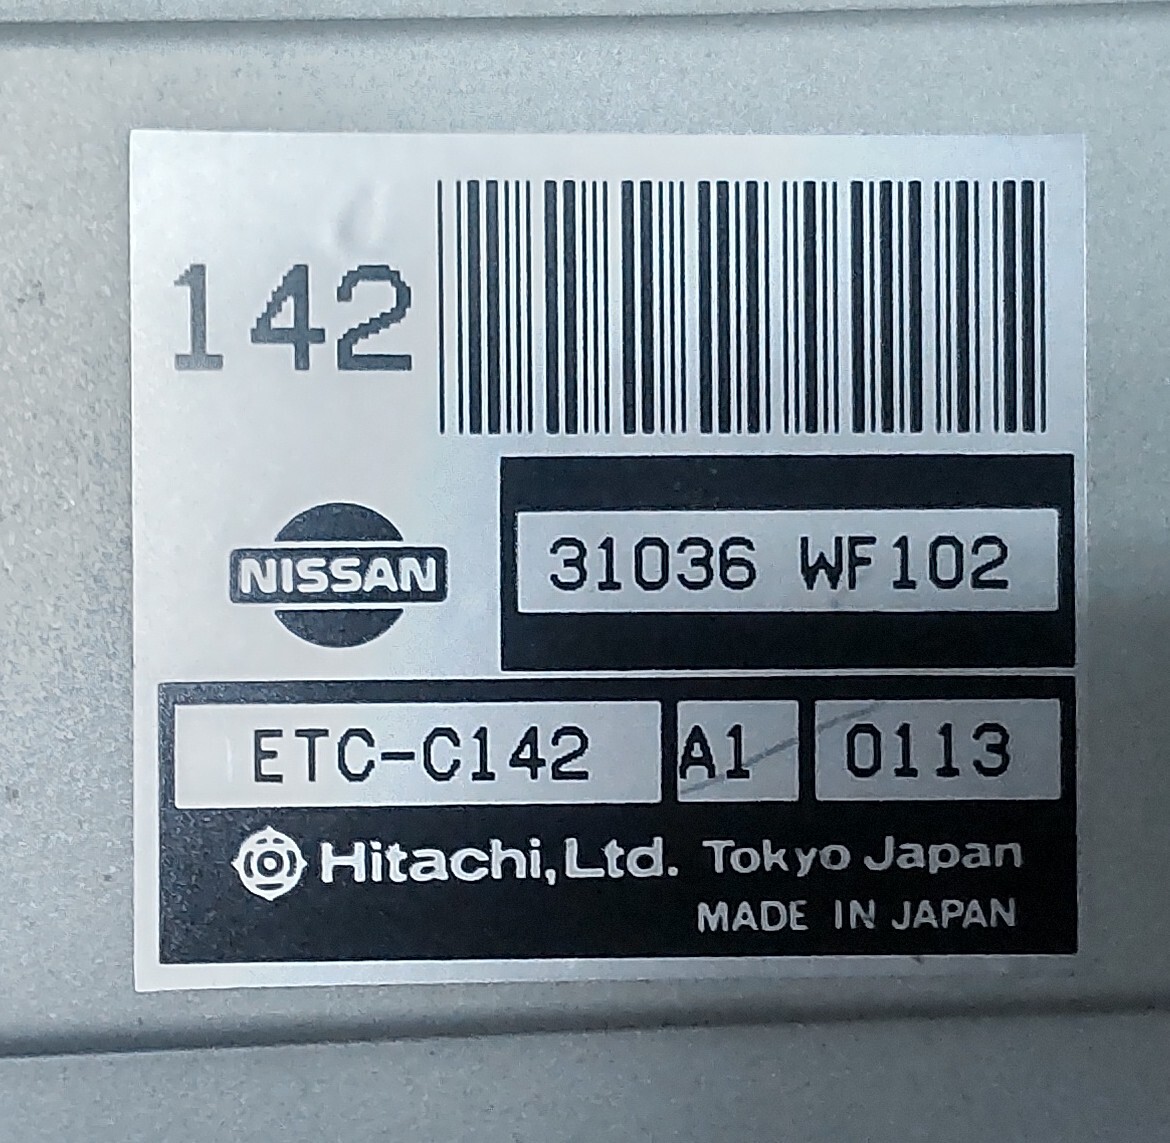 142
NISSAN
31036 WF102
ETC-C142 A1 0113
Hitachi, Ltd. Tokyo Japan
MADE IN JAPAN